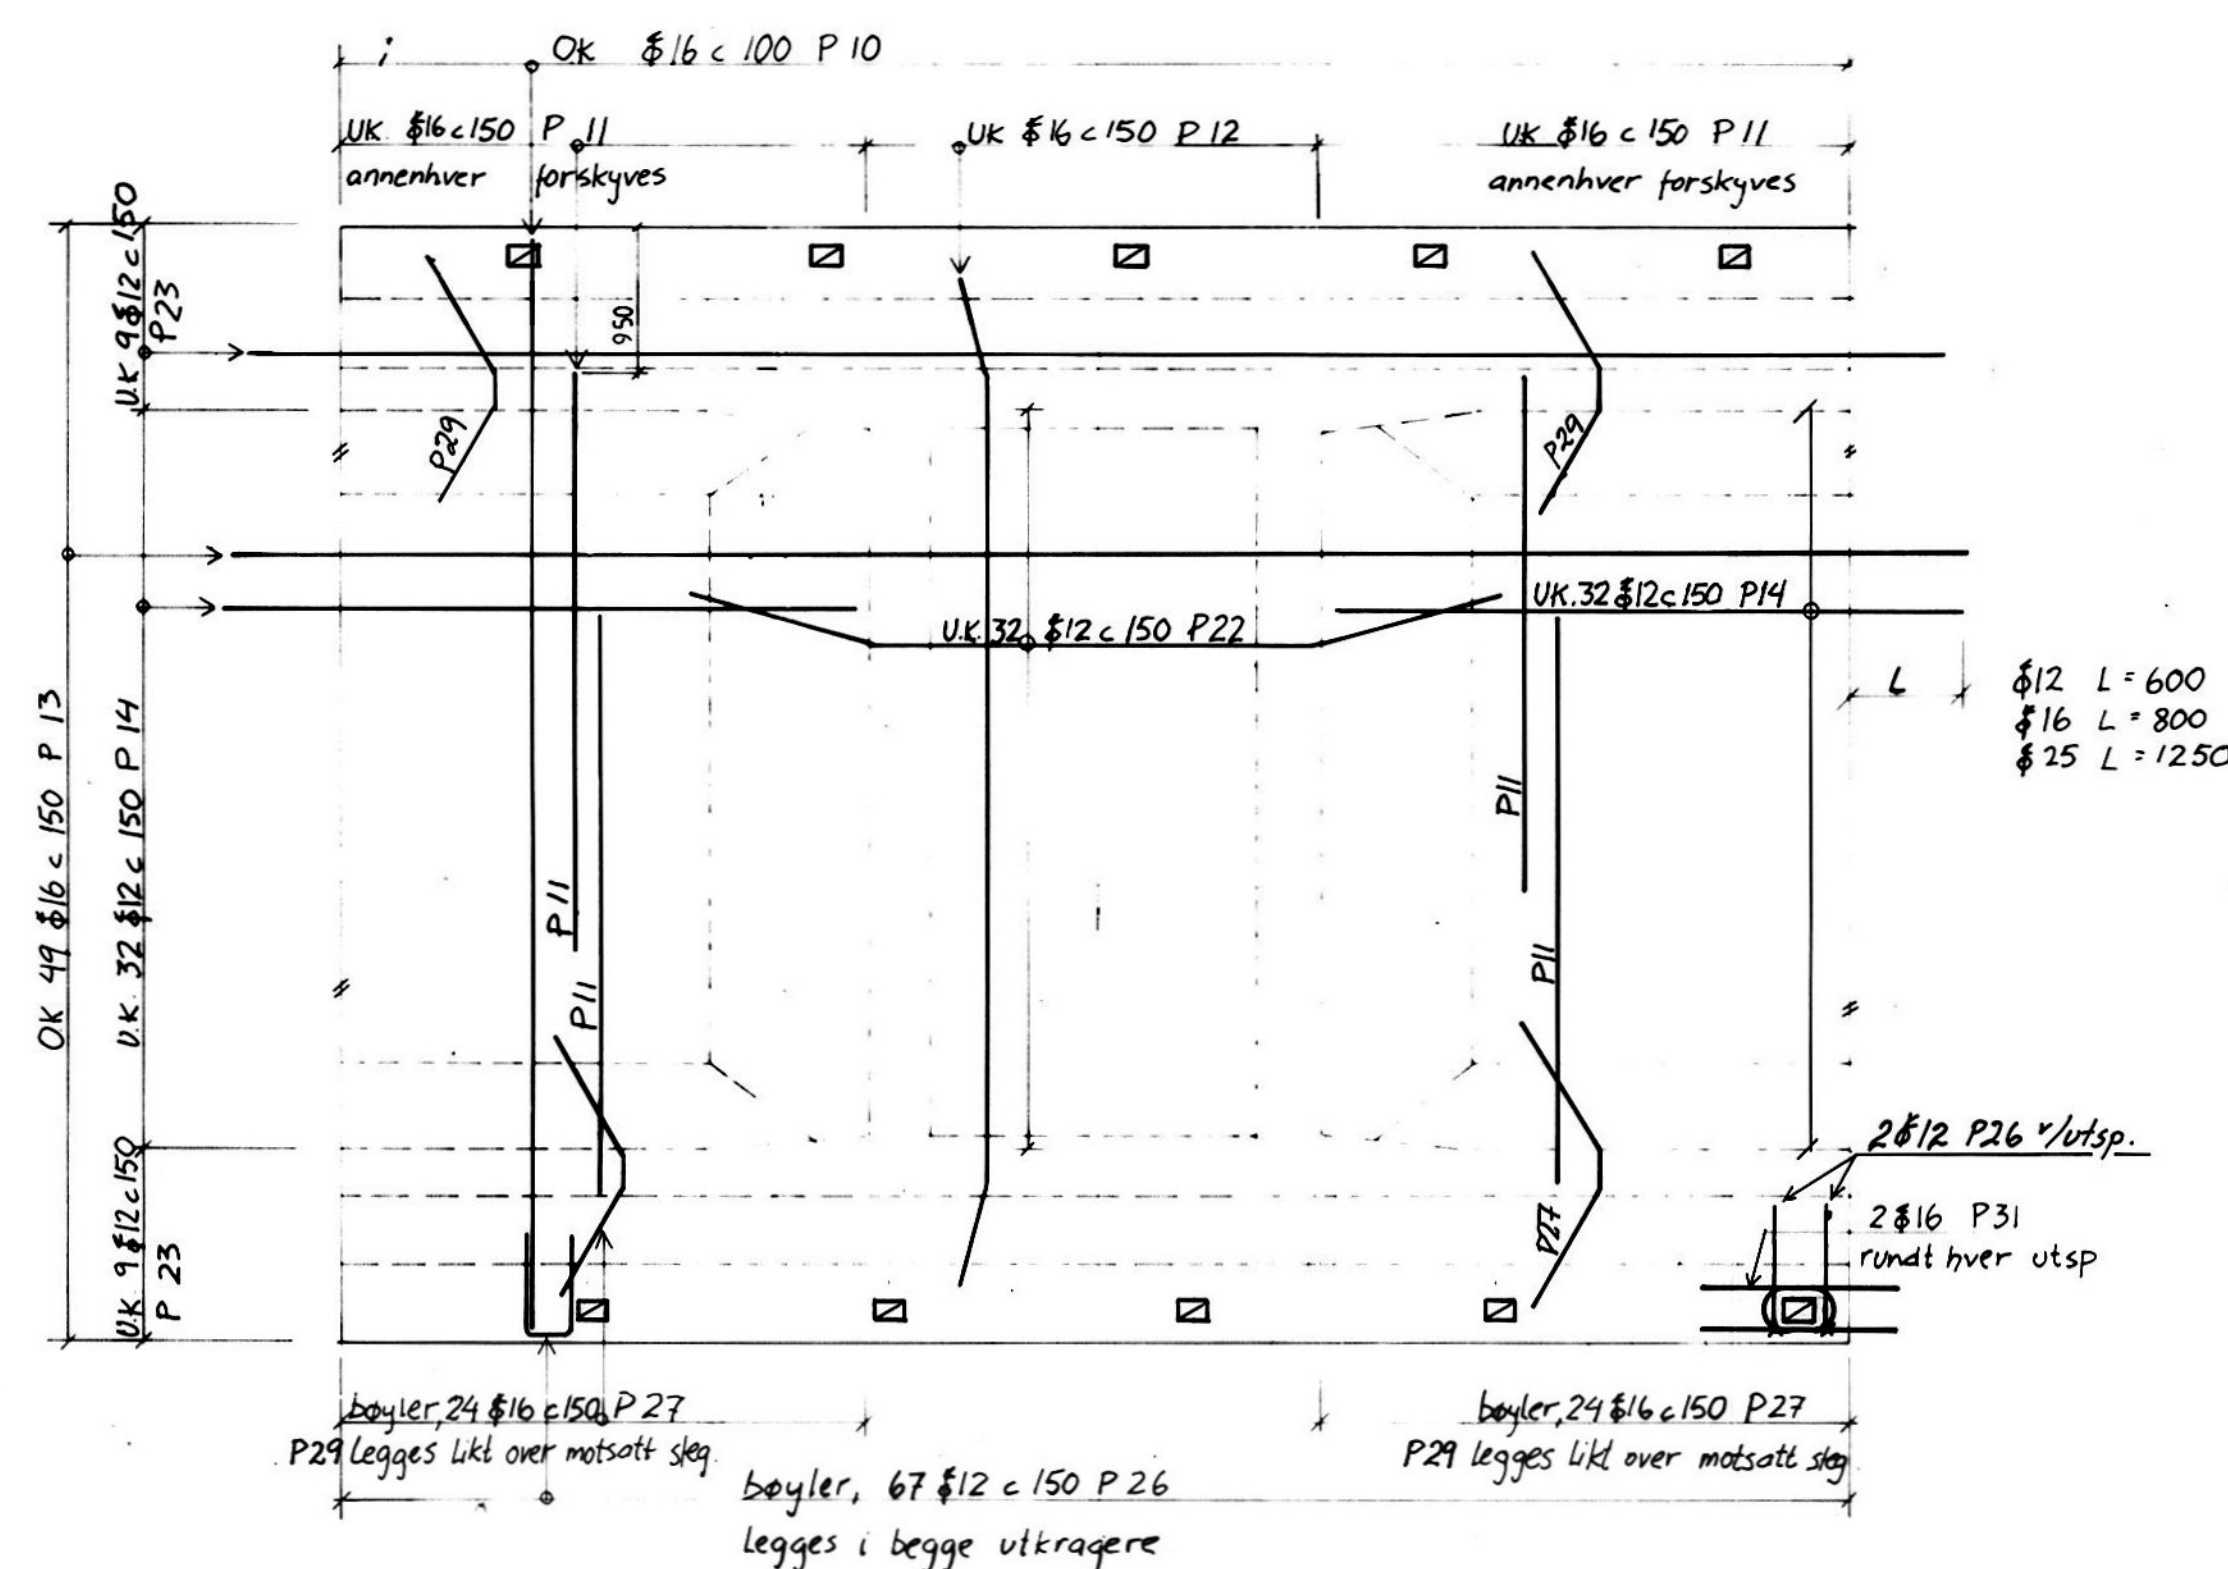 OK ⌀16 c 100 P 10
UK. ⌀16 c 150 P 11
annenhver forskyves
UK ⌀16 c 150 P 12
UK ⌀16 c 150 P 11
annenhver forskyves
U.K 9⌀12 c 150
P23
950
P29
P29
OK 49 ⌀16 c 150 P 13
U.K. 32 ⌀12 c 150 P 14
U.K. 32 ⌀12 c 150 P22
UK.32 ⌀12 c 150 P14
L
⌀12 L = 600
⌀16 L = 800
⌀25 L = 1250
P11
P11
P11
P11
P27
U.K. 9 ⌀12 c 150
P 23
2⌀12 P26 v/utsp.
2⌀16 P31
rundt hver utsp
bøyler, 24 ⌀16 c 150 P 27
P29 Legges Likt over motsatt steg.
bøyler, 24 ⌀16 c 150 P27
P29 legges likt over motsatt steg
bøyler, 67 ⌀12 c 150 P 26
Legges i begge utkragere